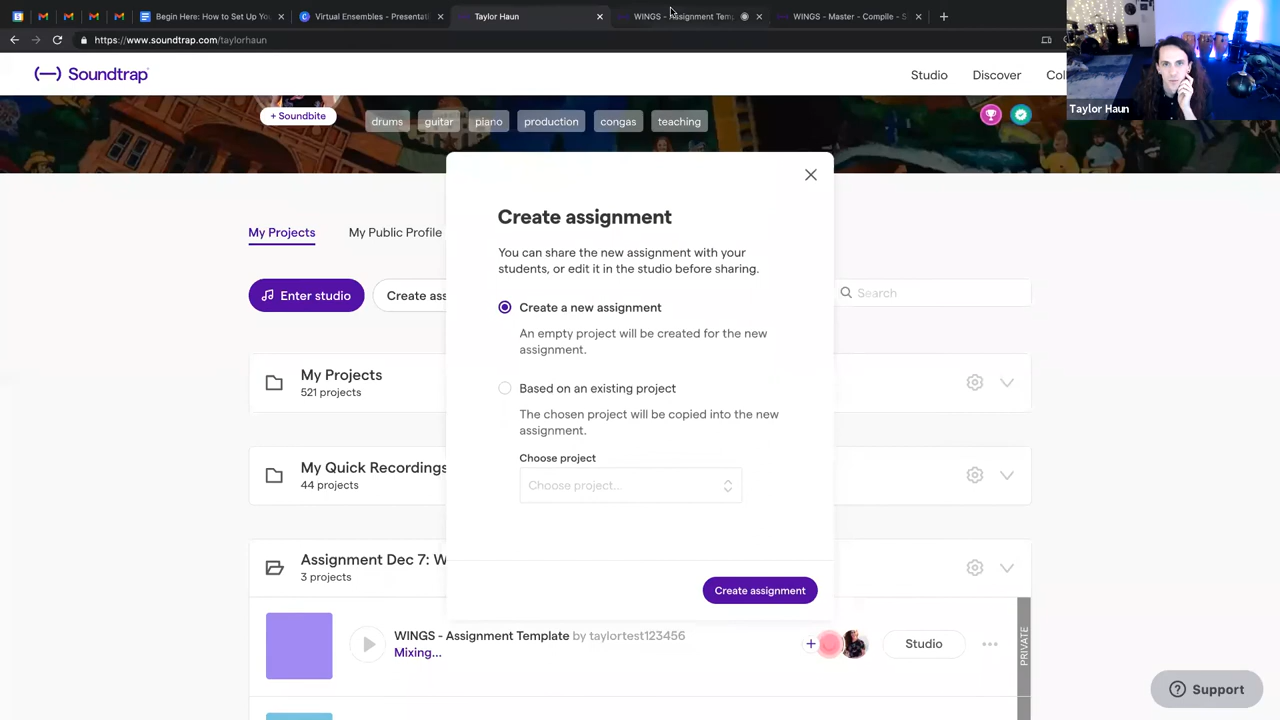 Begin Here: How to Set Up Yo
Virtual Ensembles - Presentati
Taylor Haun
WINGS - Assignment Temp
WINGS - Master - Compile - S
https://www.soundtrap.com/taylorhaun
Soundtrap
Studio
Discover
Col
Taylor Haun
+ Soundbite
drums
guitar
piano
production
congas
teaching
Create assignment
You can share the new assignment with your
students, or edit it in the studio before sharing.
My Projects
My Public Profile
Enter studio
Create ass
Search
Create a new assignment
An empty project will be created for the new
assignment.
Based on an existing project
The chosen project will be copied into the new
assignment.
Choose project
Choose project...
Create assignment
My Projects
521 projects
My Quick Recordings
44 projects
Assignment Dec 7: W
3 projects
WINGS - Assignment Template by taylortest123456
Mixing...
Studio
PRIVATE
Support